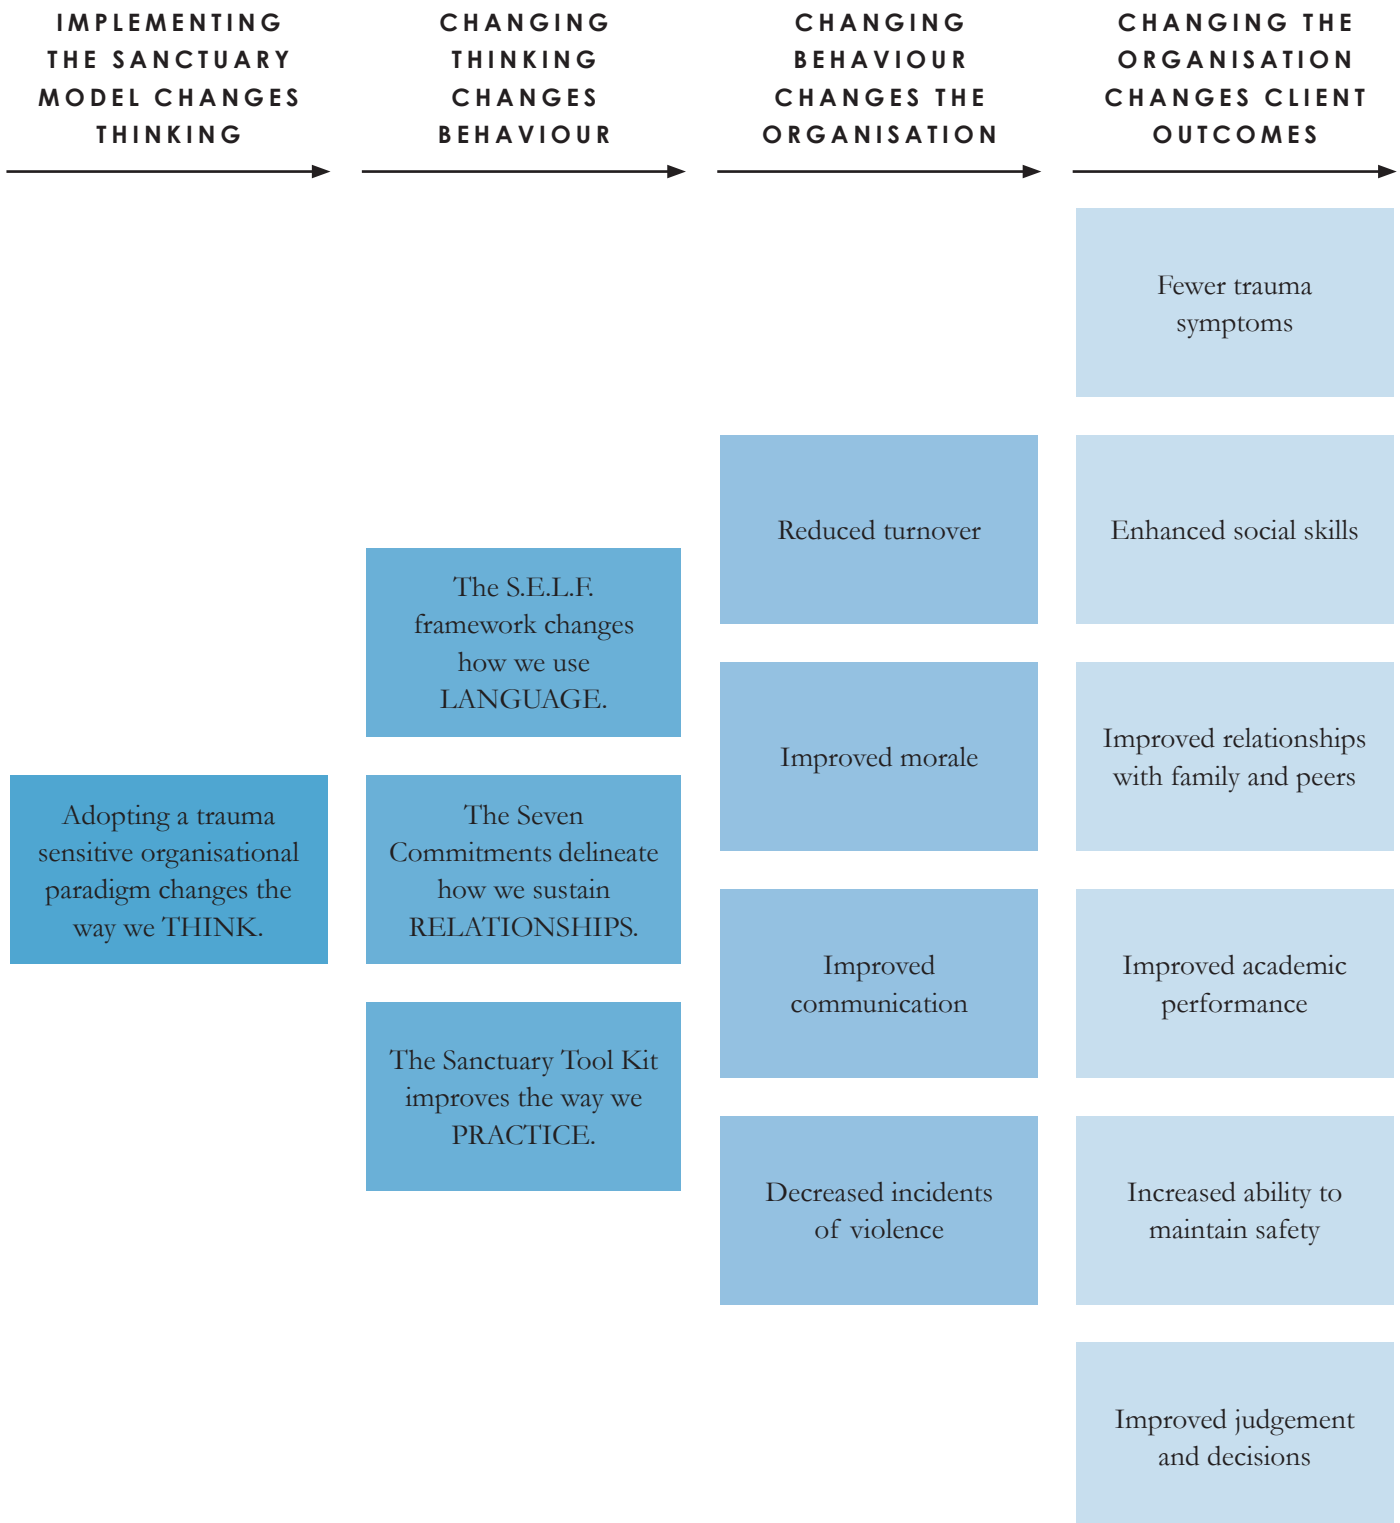 IMPLEMENTING
THE SANCTUARY
MODEL CHANGES
THINKING
CHANGING
THINKING
CHANGES
BEHAVIOUR
CHANGING
BEHAVIOUR
CHANGES THE
ORGANISATION
CHANGING THE
ORGANISATION
CHANGES CLIENT
OUTCOMES
Adopting a trauma
sensitive organisational
paradigm changes the
way we THINK.
The S.E.L.F.
framework changes
how we use
LANGUAGE.
The Seven
Commitments delineate
how we sustain
RELATIONSHIPS.
The Sanctuary Tool Kit
improves the way we
PRACTICE.
Reduced turnover
Improved morale
Improved
communication
Decreased incidents
of violence
Fewer trauma
symptoms
Enhanced social skills
Improved relationships
with family and peers
Improved academic
performance
Increased ability to
maintain safety
Improved judgement
and decisions